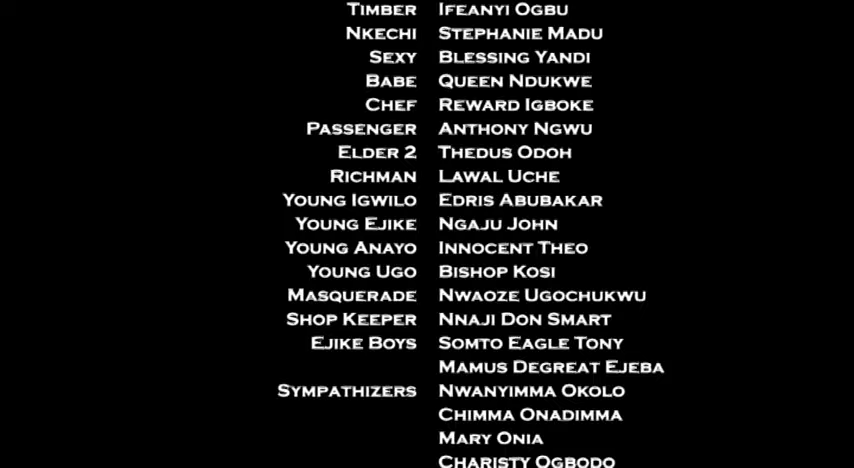 Timber Ifeanyi Ogbu
Nkechi Stephanie Madu
Sexy Blessing Yandi
Babe Queen Ndukwe
Chef Reward Igboke
Passenger Anthony Ngwu
Elder 2 Thedus Odoh
Richman Lawal Uche
Young Igwilo Edris Abubakar
Young Ejike Ngaju John
Young Anayo Innocent Theo
Young Ugo Bishop Kosi
Masquerade Nwaoze Ugochukwu
Shop Keeper Nnaji Don Smart
Ejike Boys Somto Eagle Tony
Mamus Degreat Ejeba
Sympathizers Nwanyimma Okolo
Chimma Onadimma
Mary Onia
Charisty Ogbodo